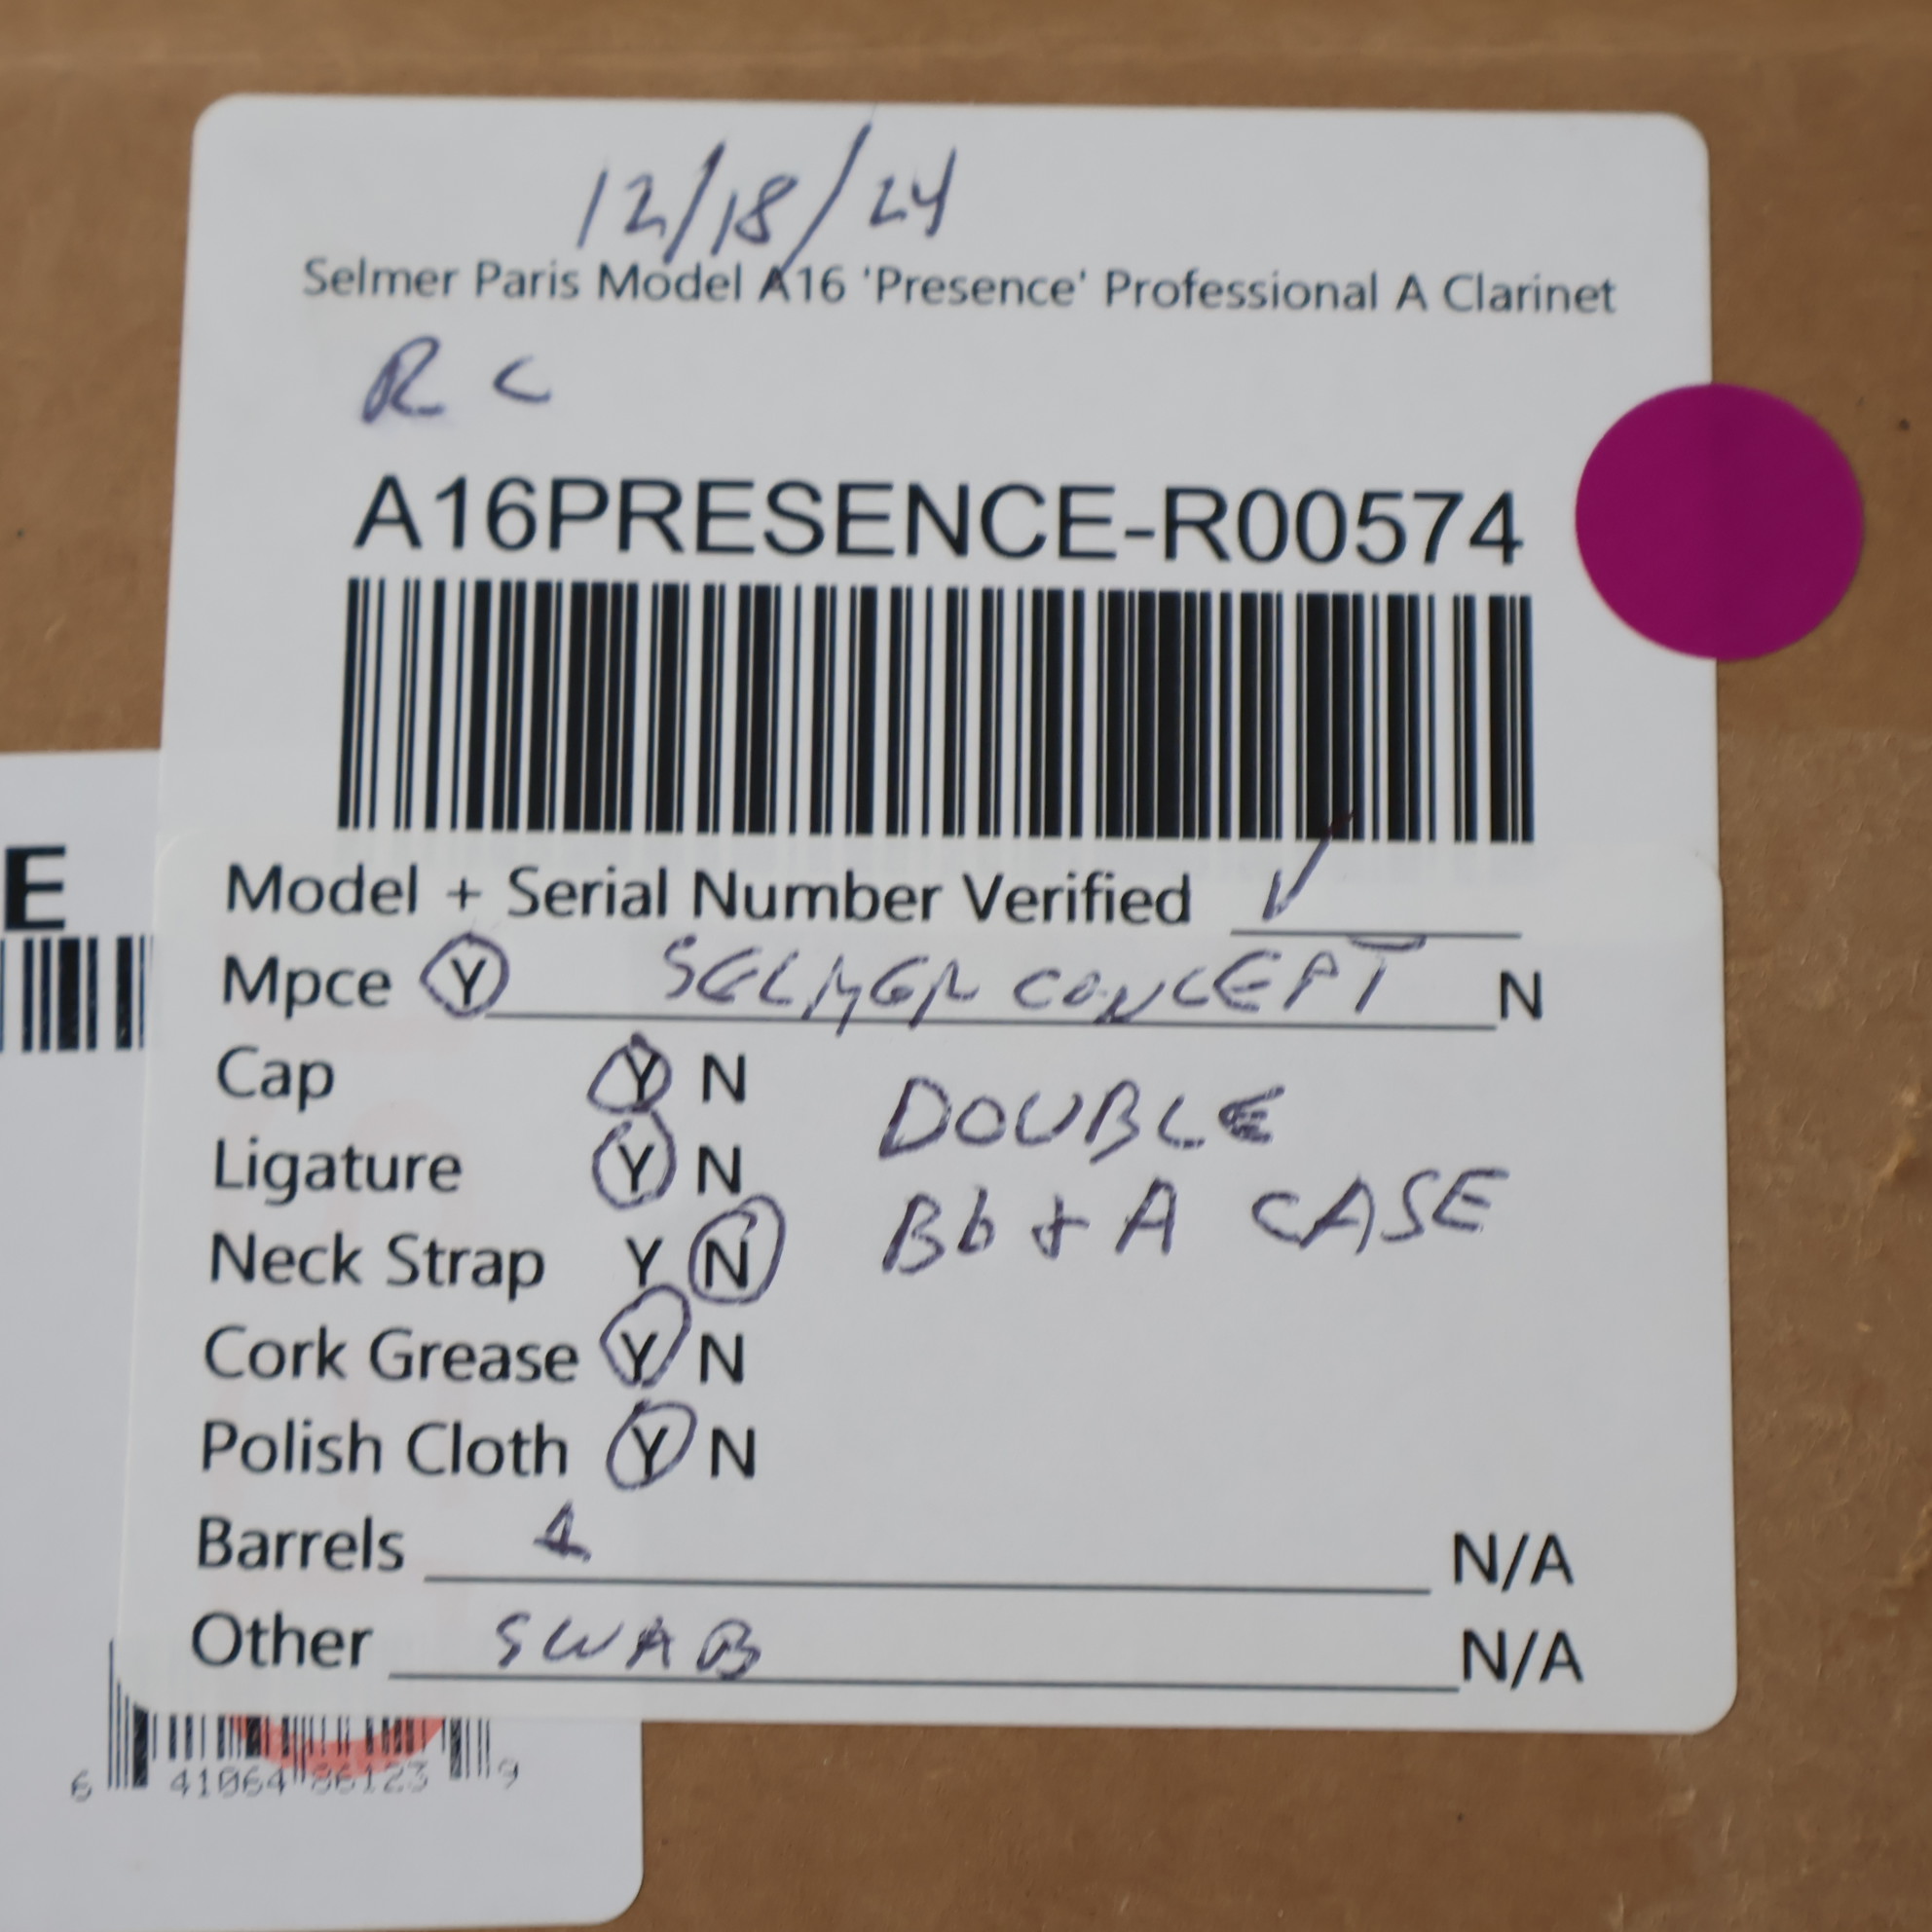 12/18/24
Selmer Paris Model A16 'Presence' Professional A Clarinet
R C
A16PRESENCE-R00574
Model + Serial Number Verified ✓
E
Mpce Y SELMER CONCEPT N
Cap Y N
DOUBLE
Ligature Y N
Bb + A CASE
Neck Strap Y N
Cork Grease Y N
Polish Cloth Y N
Barrels 1 N/A
Other SWAB N/A
6 41064 86123 9